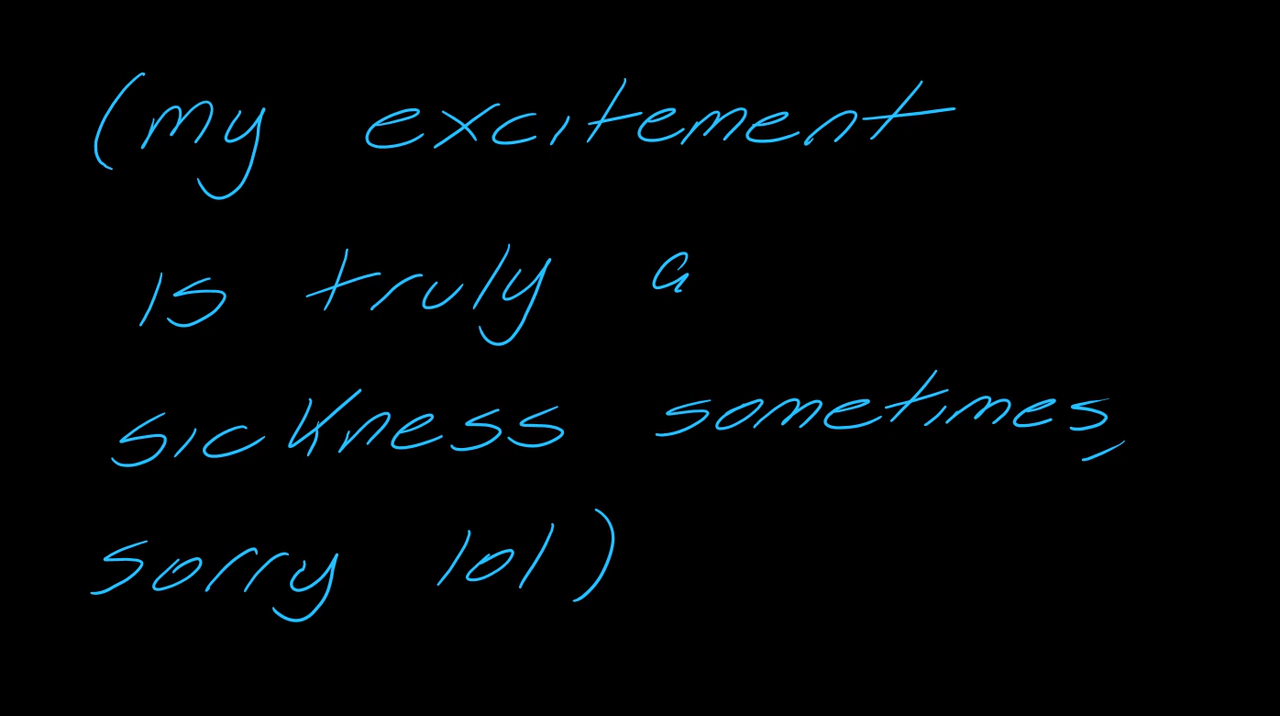 (my excitement
is truly a
sickness sometimes,
sorry lol)